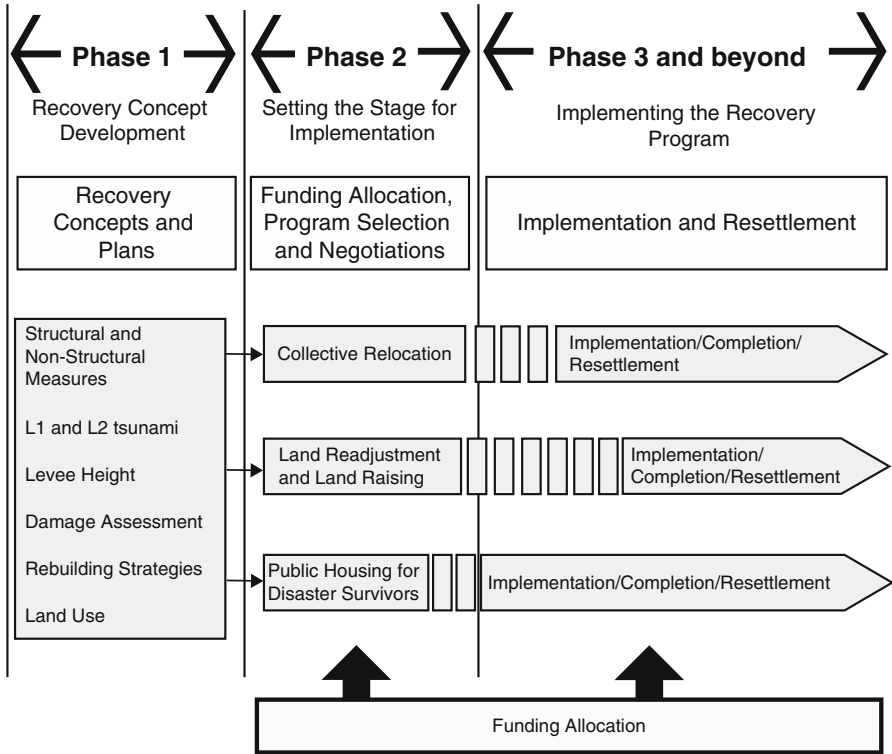 Phase 1
Phase 2
Phase 3 and beyond
Recovery Concept
Development
Setting the Stage for
Implementation
Implementing the Recovery
Program
Recovery
Concepts and
Plans
Funding Allocation,
Program Selection
and Negotiations
Implementation and Resettlement
Structural and
Non-Structural
Measures
L1 and L2 tsunami
Levee Height
Damage Assessment
Rebuilding Strategies
Land Use
Collective Relocation
Implementation/Completion/
Resettlement
Land Readjustment
and Land Raising
Implementation/
Completion/Resettlement
Public Housing for
Disaster Survivors
Implementation/Completion/Resettlement
Funding Allocation